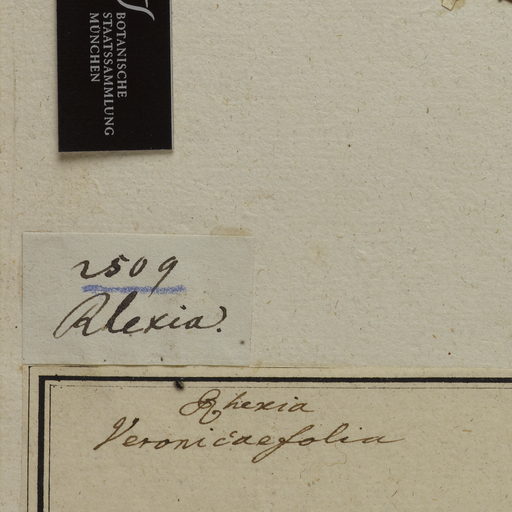 BOTANISCHE
STAATSSAMMLUNG
MÜNCHEN
2509
Rhexia.
Rhexia
Veronicaefolia